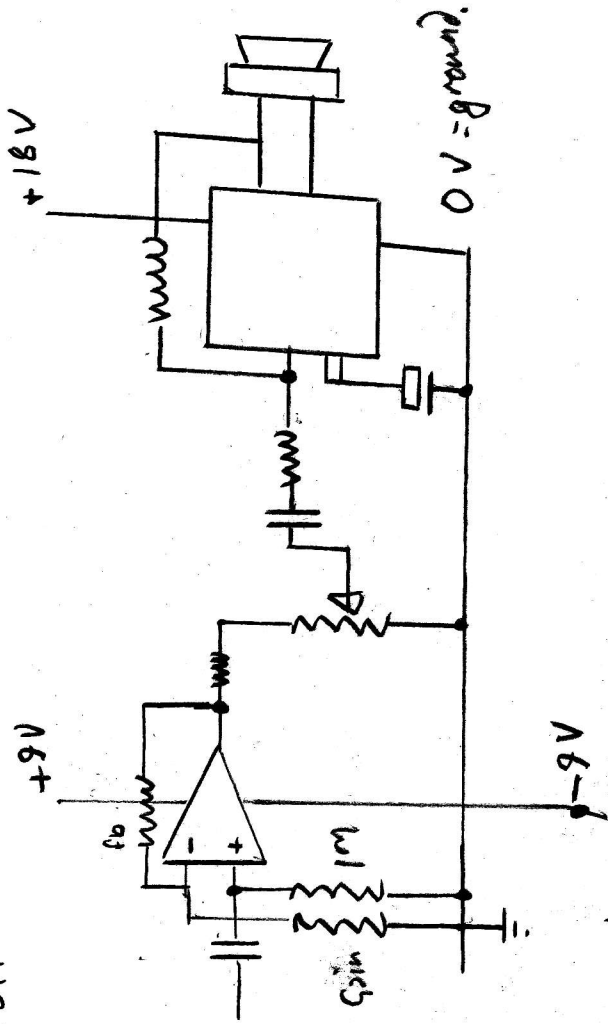 +9V
+18V
fb
-
+
1M
Gain
-9V
0V = ground.